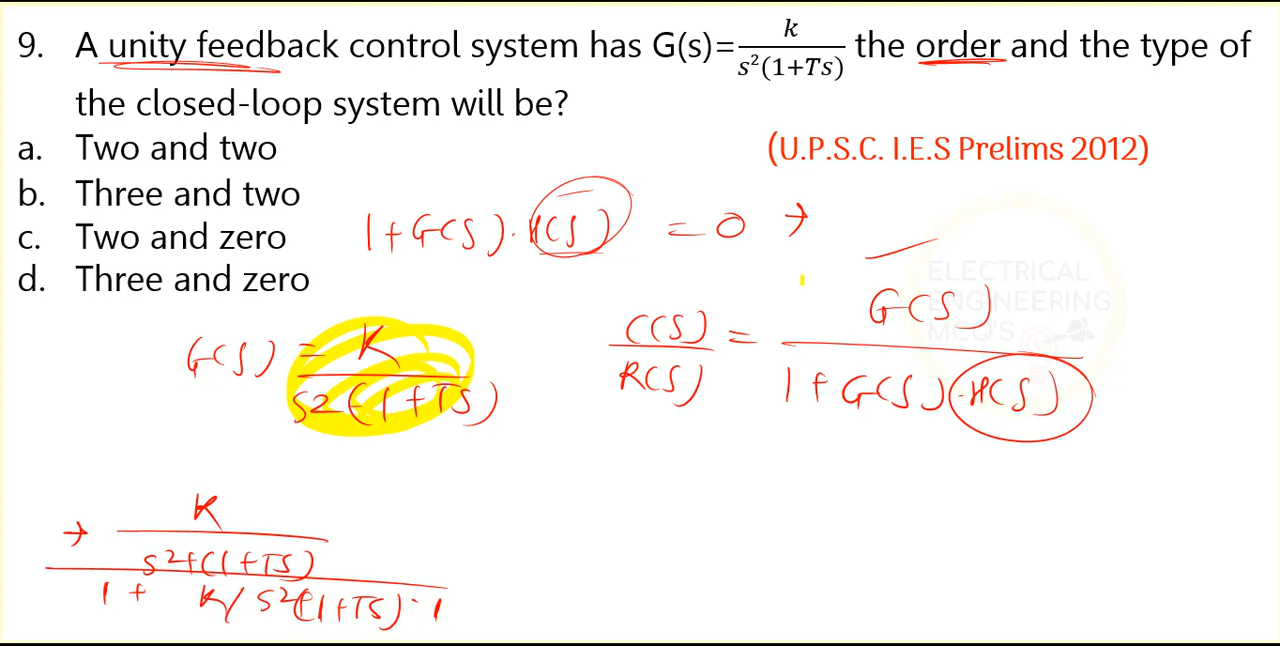 9. A unity feedback control system has G(s)=k/s²(1+Ts) the order and the type of
the closed-loop system will be?
a. Two and two
(U.P.S.C. I.E.S Prelims 2012)
b. Three and two
c. Two and zero
d. Three and zero
1+G(S).H(S) = 0 →
ELECTRICAL
ENGINEERING
MCQ'S
G(S) = K/S2(1+TS)
C(S)/R(S) = G(S)/1+G(S).H(S)
→ K/S2+(1+TS)
1 + K/S2(1+TS).1